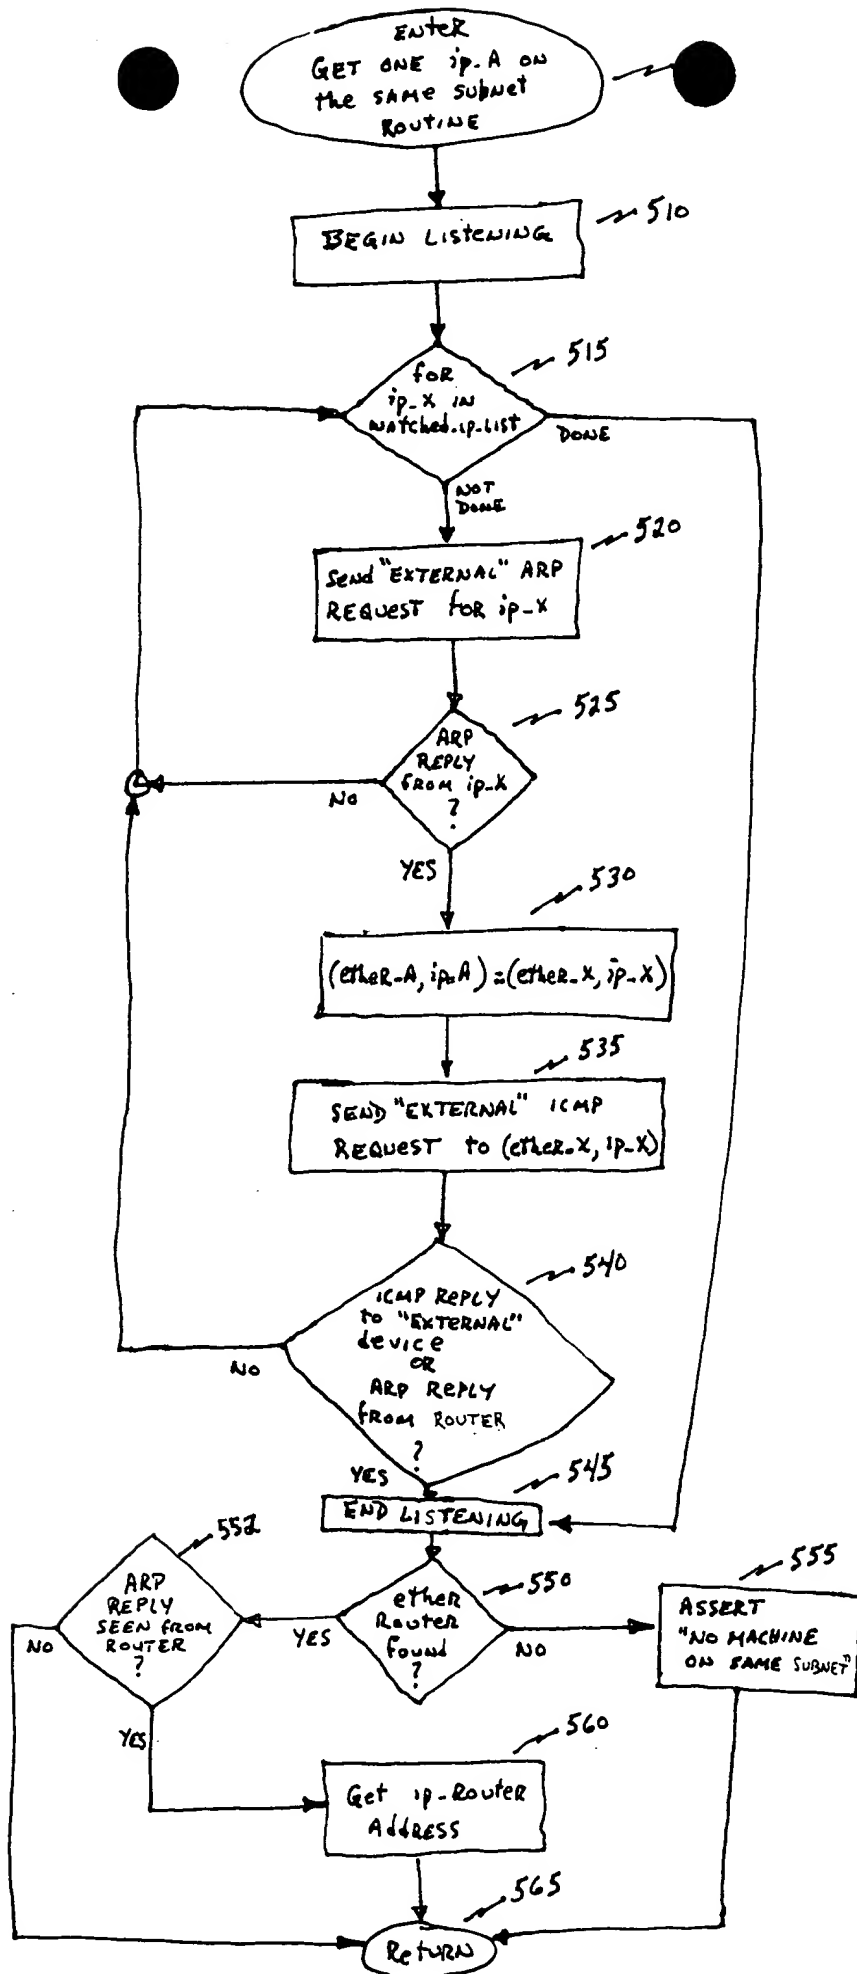 ENTER
GET ONE ip_A ON
the SAME SUBNET
ROUTINE
510
BEGIN LISTENING
515
for
ip_X IN
WATCHED_ip_LIST
DONE
NOT
DONE
520
Send "EXTERNAL" ARP
REQUEST FOR ip_X
525
ARP
REPLY
FROM ip_X
?
NO
YES
530
(etheR_A, ip_A) = (etheR_X, ip_X)
535
SEND "EXTERNAL" ICMP
REQUEST to (etheR_X, ip_X)
540
ICMP REPLY
to "EXTERNAL"
device
OR
ARP REPLY
FROM ROUTER
?
NO
YES
545
END LISTENING
552
ARP
REPLY
SEEN FROM
ROUTER
?
NO
YES
550
etheR
Router
found
?
YES
NO
555
ASSERT
"NO MACHINE
ON SAME SUBNET"
560
Get ip-Router
AddRESS
565
RetuRN